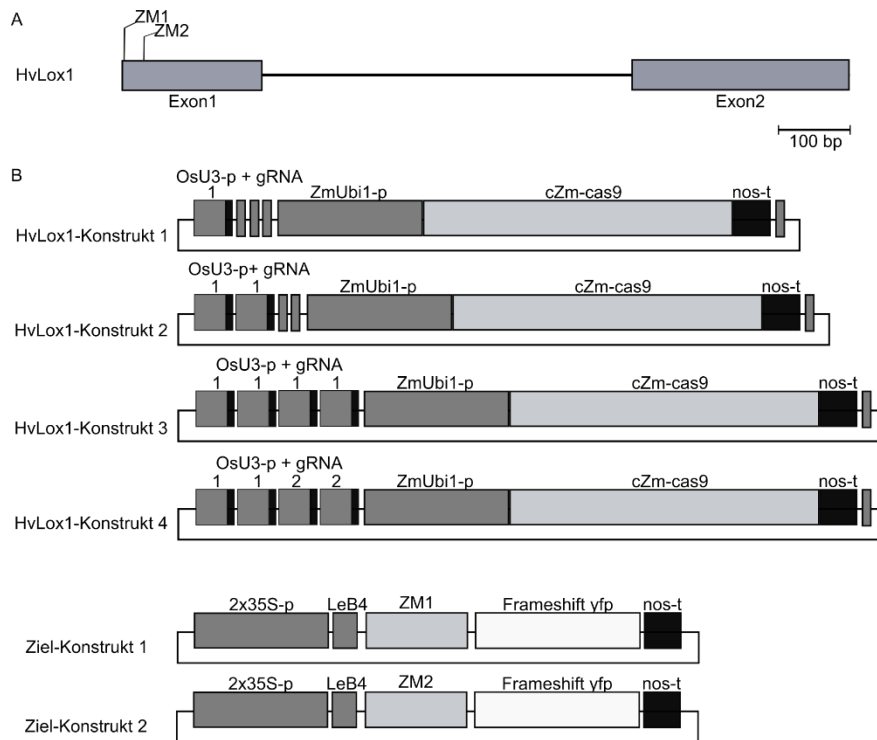 A
ZM1
ZM2
HvLox1
Exon1
Exon2
100 bp
B
OsU3-p + gRNA
1
ZmUbi1-p
cZm-cas9
nos-t
HvLox1-Konstrukt 1
OsU3-p+ gRNA
1 1
ZmUbi1-p
cZm-cas9
nos-t
HvLox1-Konstrukt 2
OsU3-p + gRNA
1 1 1 1
ZmUbi1-p
cZm-cas9
nos-t
HvLox1-Konstrukt 3
OsU3-p + gRNA
1 1 2 2
ZmUbi1-p
cZm-cas9
nos-t
HvLox1-Konstrukt 4
2x35S-p
LeB4
ZM1
Frameshift yfp
nos-t
Ziel-Konstrukt 1
2x35S-p
LeB4
ZM2
Frameshift yfp
nos-t
Ziel-Konstrukt 2